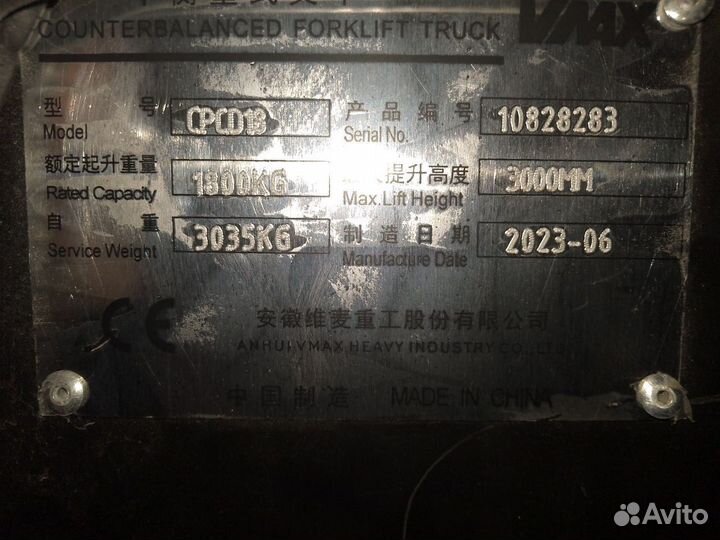 COUNTERBALANCED FORKLIFT TRUCK VMAX
型 号 CPCD18 产品编号 10828283
Model Serial No.
额定起升重量 1800KG 提升高度 3000MM
Rated Capacity Max.Lift Height
自 重 3035KG 制造日期 2023-06
Service Weight Manufacture Date
CE
安徽维麦重工股份有限公司
ANHUI VMAX HEAVY INDUSTRY CO.,LTD
中国制造 MADE IN CHINA
Avito